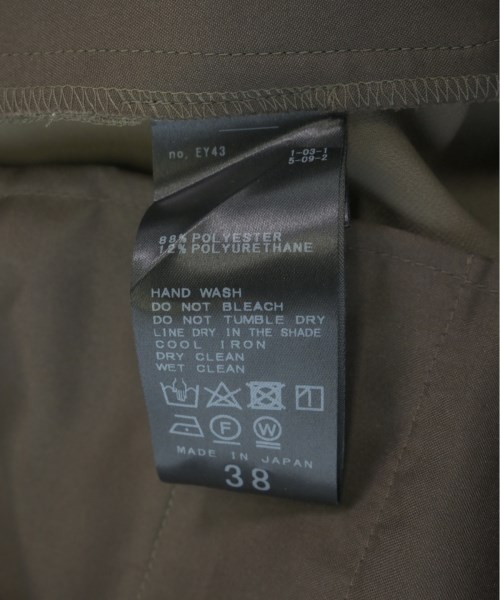 no. EY43
1-03-1
5-09-2
88% POLYESTER
12% POLYURETHANE
HAND WASH
DO NOT BLEACH
DO NOT TUMBLE DRY
LINE DRY IN THE SHADE
COOL IRON
DRY CLEAN
WET CLEAN
F W
MADE IN JAPAN
38